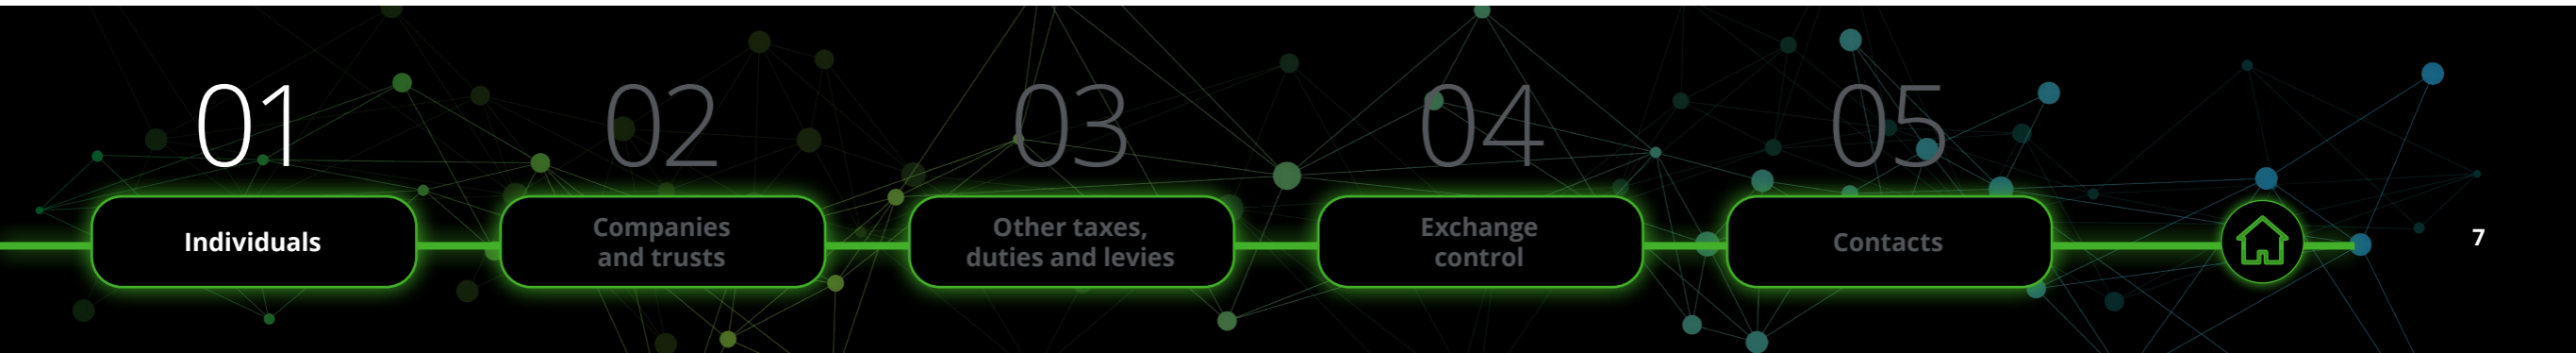 01
Individuals
02
Companies
and trusts
03
Other taxes,
duties and levies
04
Exchange
control
05
Contacts
7